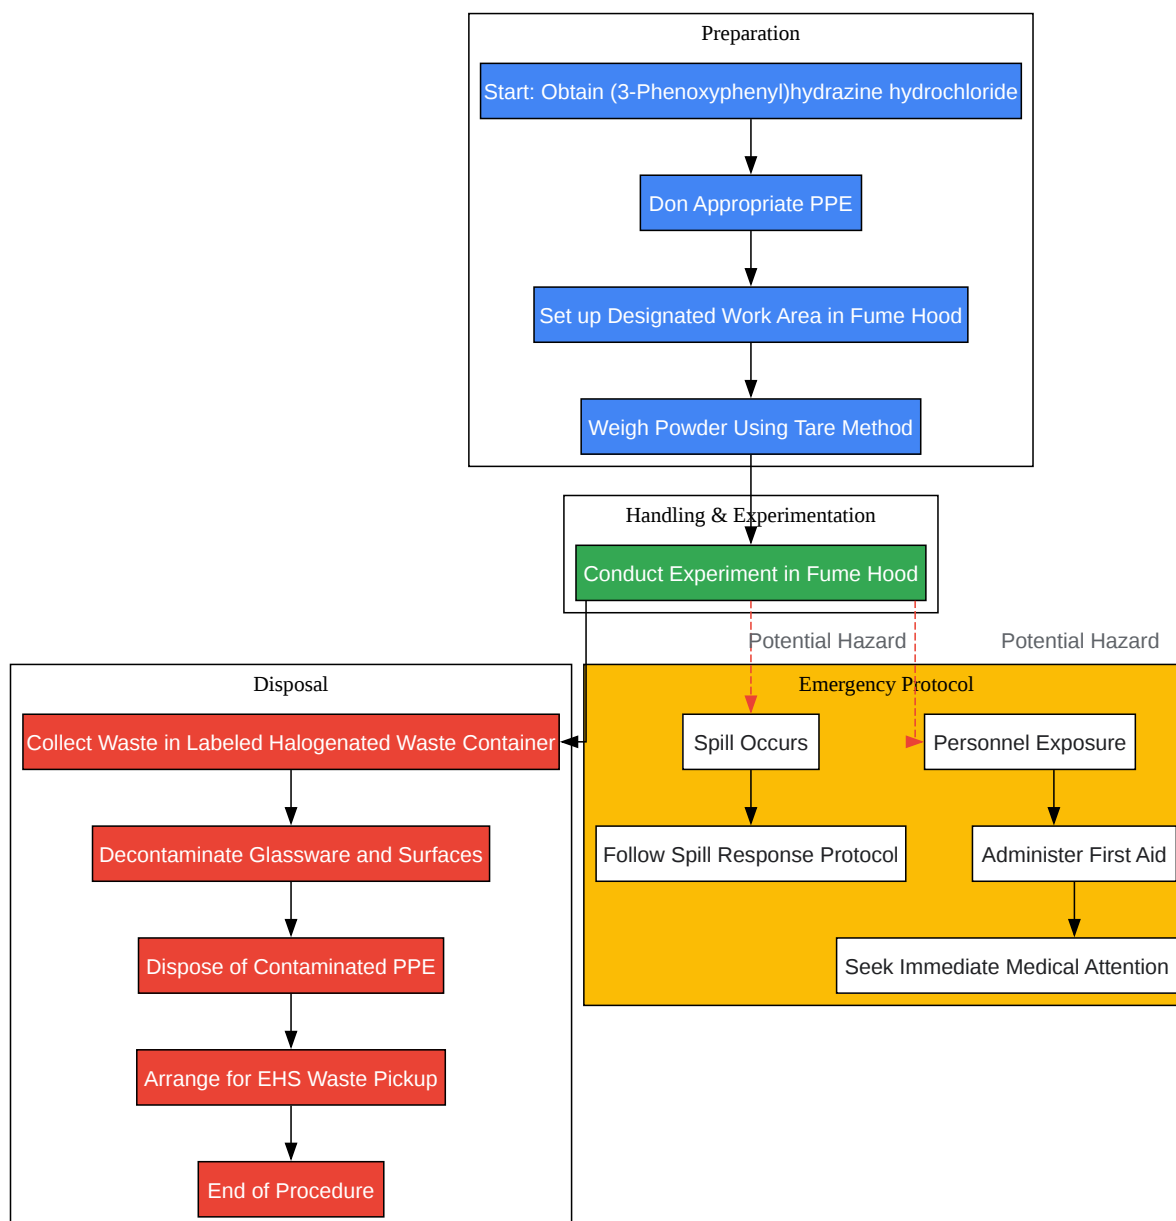 Preparation
Start: Obtain (3-Phenoxyphenyl)hydrazine hydrochloride
Don Appropriate PPE
Set up Designated Work Area in Fume Hood
Weigh Powder Using Tare Method
Handling & Experimentation
Conduct Experiment in Fume Hood
Potential Hazard
Potential Hazard
Disposal
Collect Waste in Labeled Halogenated Waste Container
Decontaminate Glassware and Surfaces
Dispose of Contaminated PPE
Arrange for EHS Waste Pickup
End of Procedure
Emergency Protocol
Spill Occurs
Follow Spill Response Protocol
Personnel Exposure
Administer First Aid
Seek Immediate Medical Attention